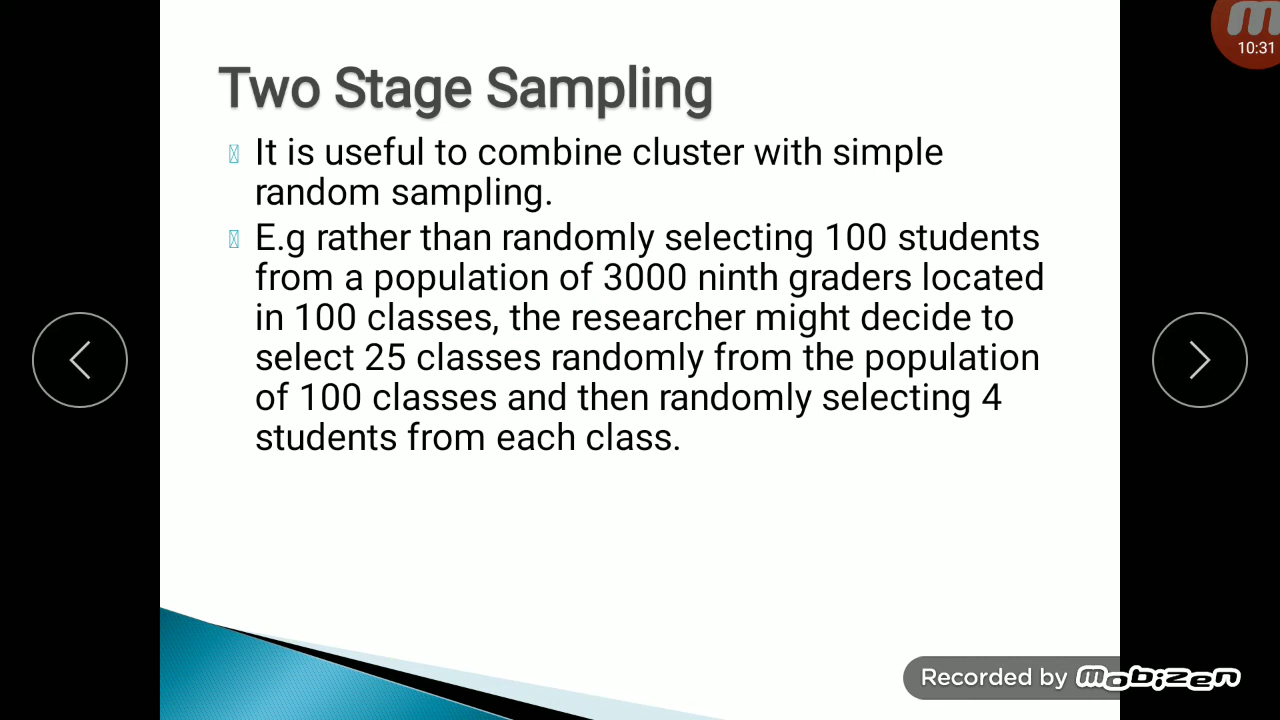 10:31
Two Stage Sampling
It is useful to combine cluster with simple
random sampling.
E.g rather than randomly selecting 100 students
from a population of 3000 ninth graders located
in 100 classes, the researcher might decide to
select 25 classes randomly from the population
of 100 classes and then randomly selecting 4
students from each class.
Recorded by mobizen